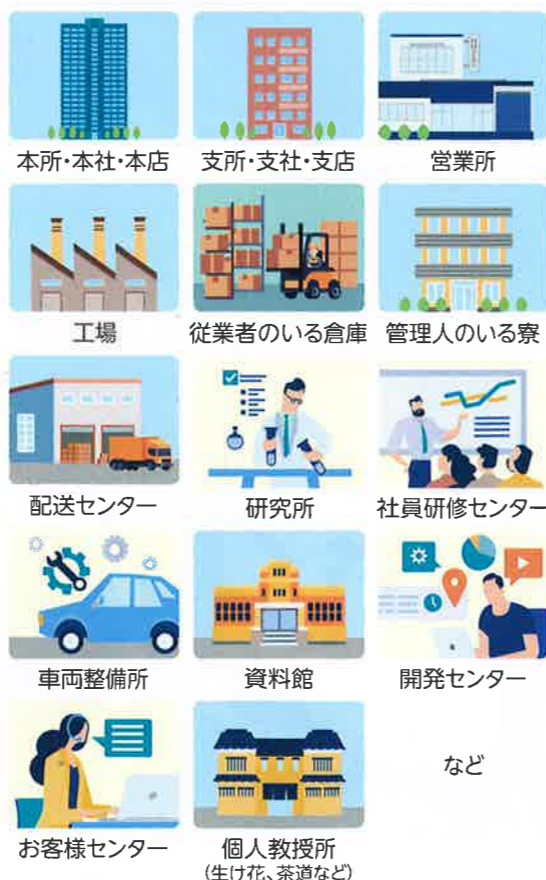 本所・本社・本店
支所・支社・支店
営業所
工場
従業者のいる倉庫
管理人のいる寮
配送センター
研究所
社員研修センター
車両整備所
資料館
開発センター
お客様センター
個人教授所
(生け花、茶道など)
など